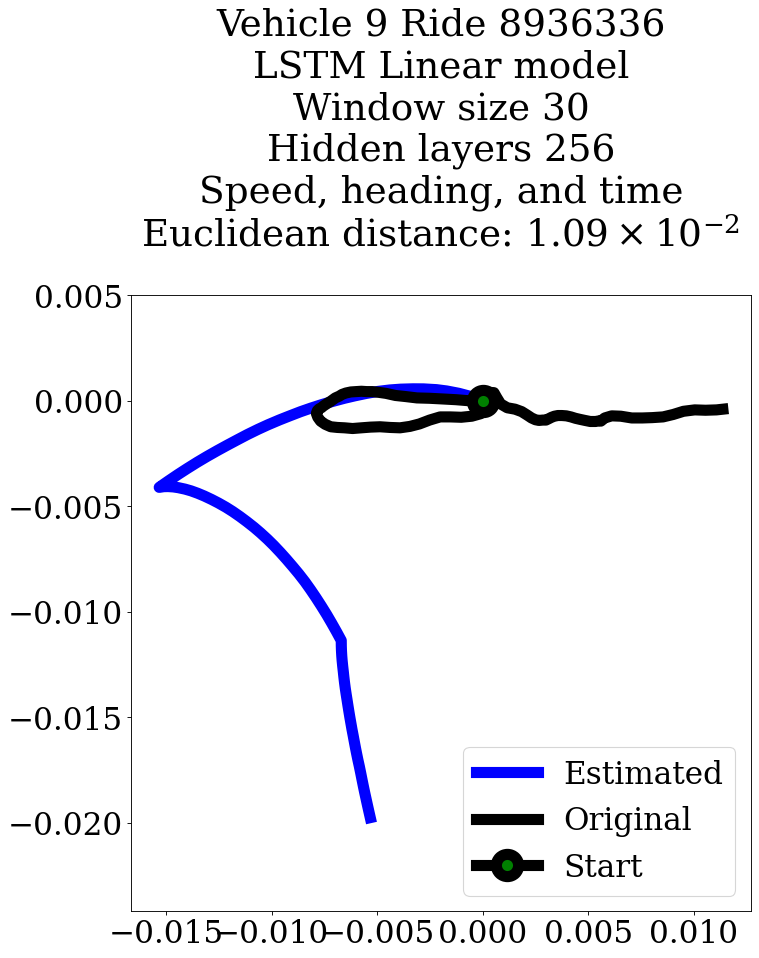 Vehicle 9 Ride 8936336
LSTM Linear model
Window size 30
Hidden layers 256
Speed, heading, and time
Euclidean distance: 1.09 × 10⁻²
0.005
0.000
−0.005
−0.010
−0.015
−0.020
Estimated
Original
Start
−0.015 −0.010 −0.005 0.000 0.005 0.010